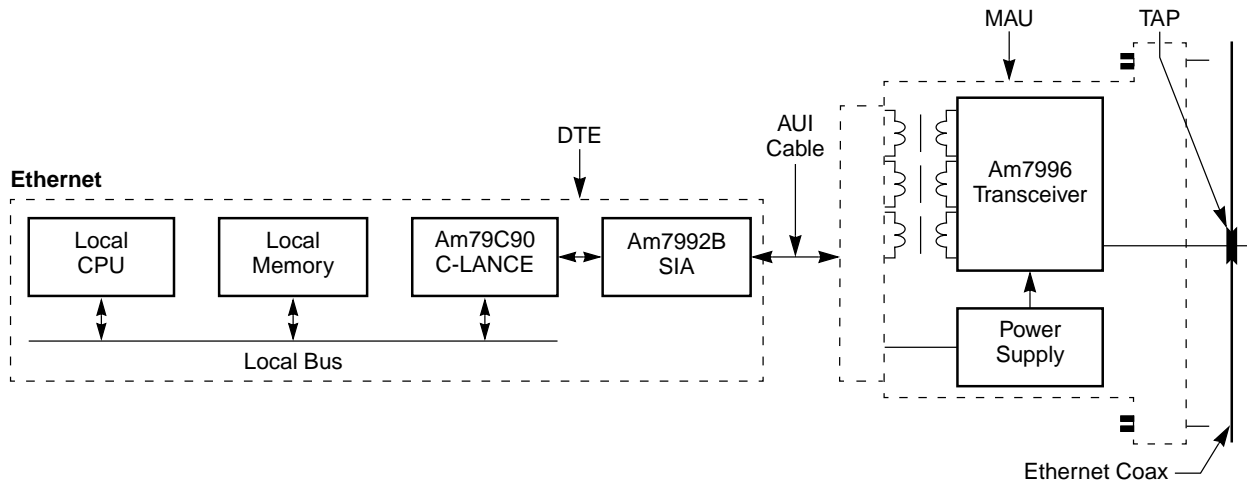 MAU
TAP
DTE
AUI
Cable
Ethernet
Am7996
Transceiver
Local
CPU
Local
Memory
Am79C90
C-LANCE
Am7992B
SIA
Power
Supply
Local Bus
Ethernet Coax